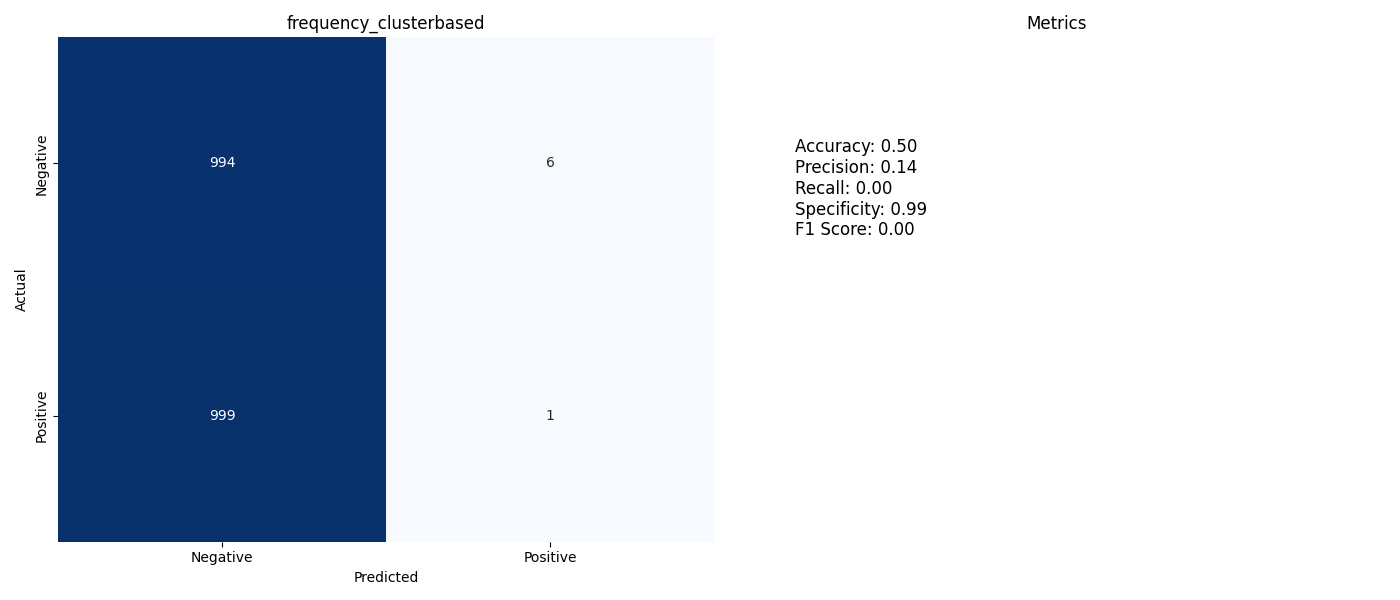 frequency_clusterbased
Metrics
Negative
994
6
Accuracy: 0.50
Precision: 0.14
Recall: 0.00
Specificity: 0.99
F1 Score: 0.00
Actual
Positive
999
1
Negative
Positive
Predicted